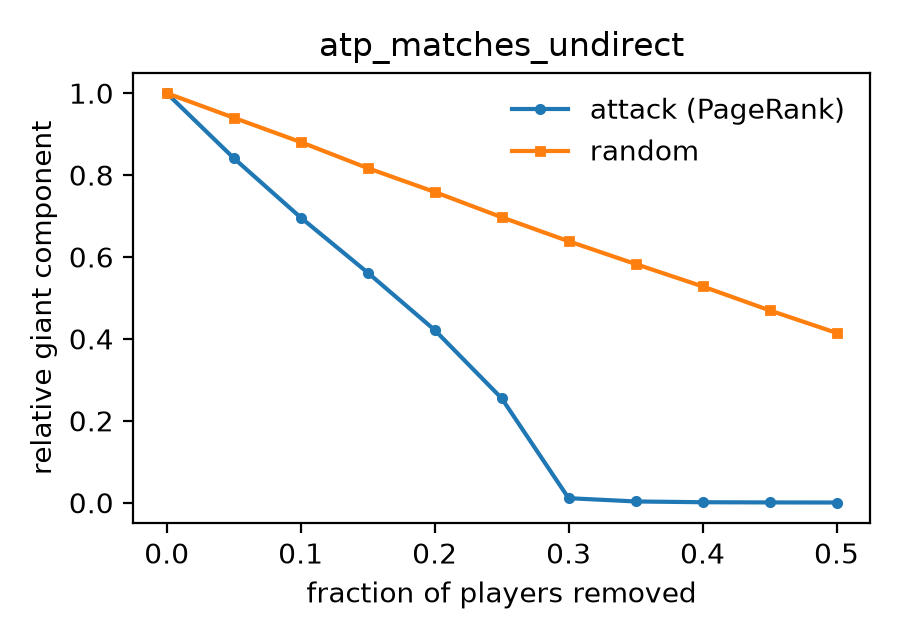 atp_matches_undirect
attack (PageRank)
random
relative giant component
1.0
0.8
0.6
0.4
0.2
0.0
0.0 0.1 0.2 0.3 0.4 0.5
fraction of players removed